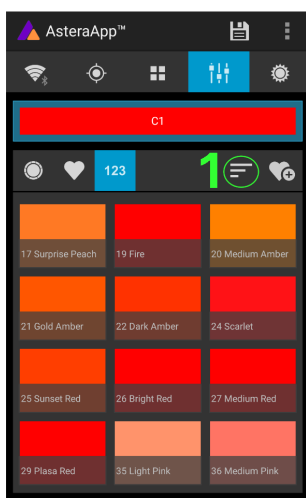 AsteraApp™
C1
123
1
17 Surprise Peach
19 Fire
20 Medium Amber
21 Gold Amber
22 Dark Amber
24 Scarlet
25 Sunset Red
26 Bright Red
27 Medium Red
29 Plasa Red
35 Light Pink
36 Medium Pink